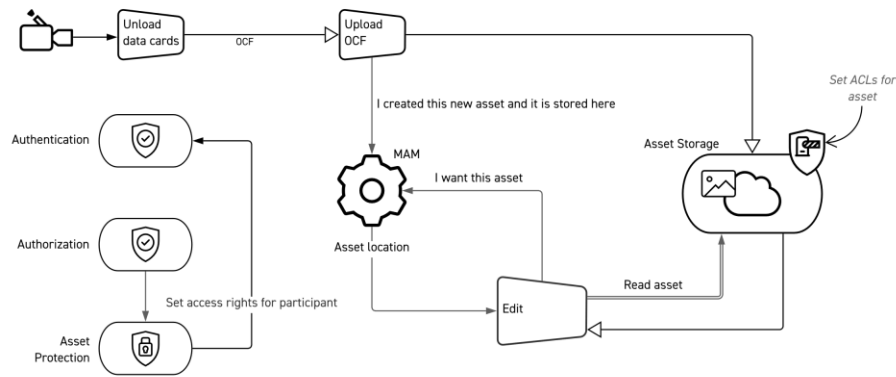 Unload
data cards
OCF
Upload
OCF
Set ACLs for
asset
I created this new asset and it is stored here
Authentication
Asset Storage
MAM
I want this asset
Authorization
Asset location
Read asset
Set access rights for participant
Edit
Asset
Protection